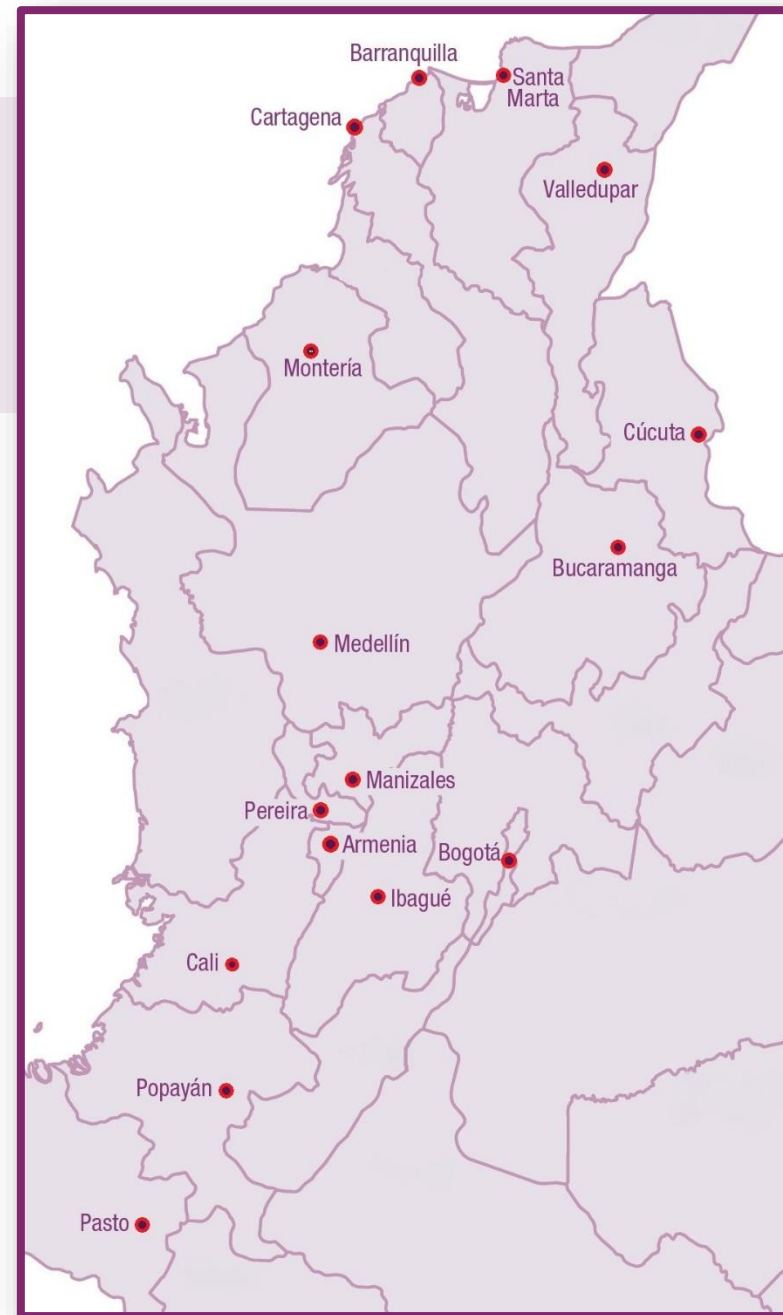 Barranquilla
Santa
Marta
Cartagena
Valledupar
Montería
Cúcuta
Bucaramanga
Medellín
Manizales
Pereira
Armenia
Bogotá
Ibagué
Cali
Popayán
Pasto